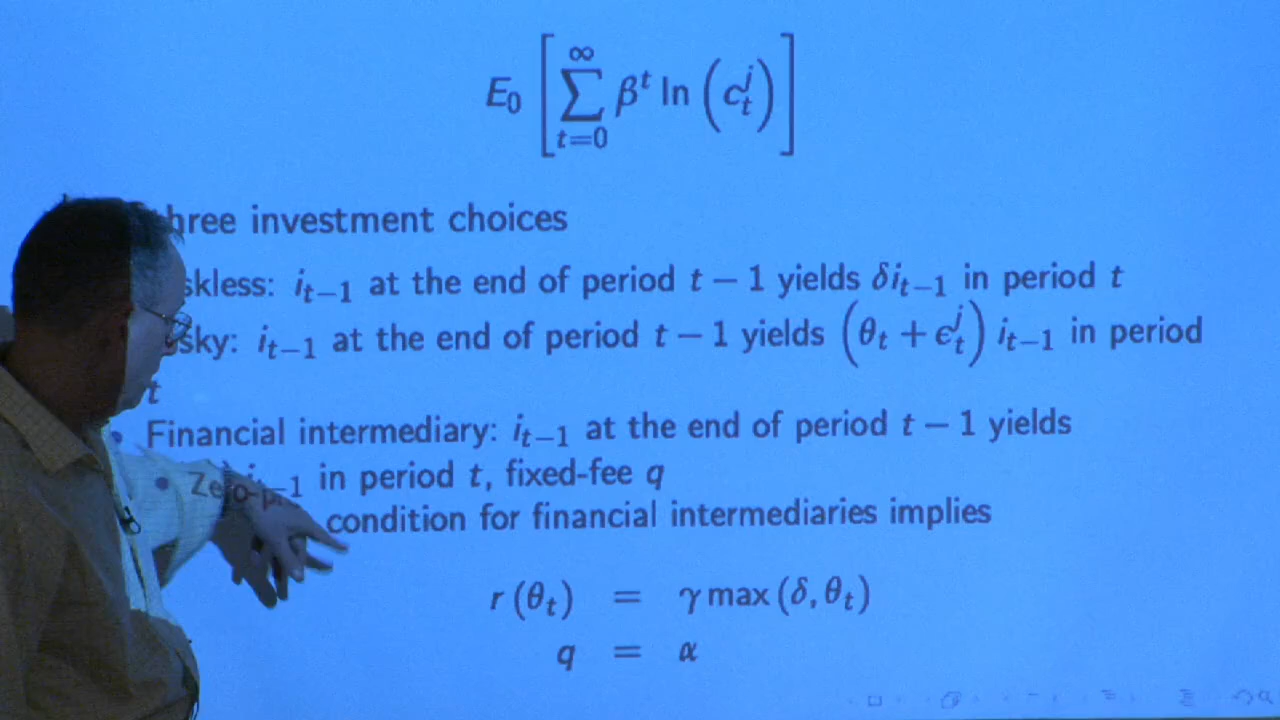 E₀ [ ∑_{t=0}^{∞} βᵗ ln (c_t^j) ]
three investment choices
skless: i_{t−1} at the end of period t − 1 yields δi_{t−1} in period t
sky: i_{t−1} at the end of period t − 1 yields (θ_t + ϵ_t^j) i_{t−1} in period
t
Financial intermediary: i_{t−1} at the end of period t − 1 yields
in period t, fixed-fee q
condition for financial intermediaries implies
r (θ_t) = γ max (δ, θ_t)
q = α